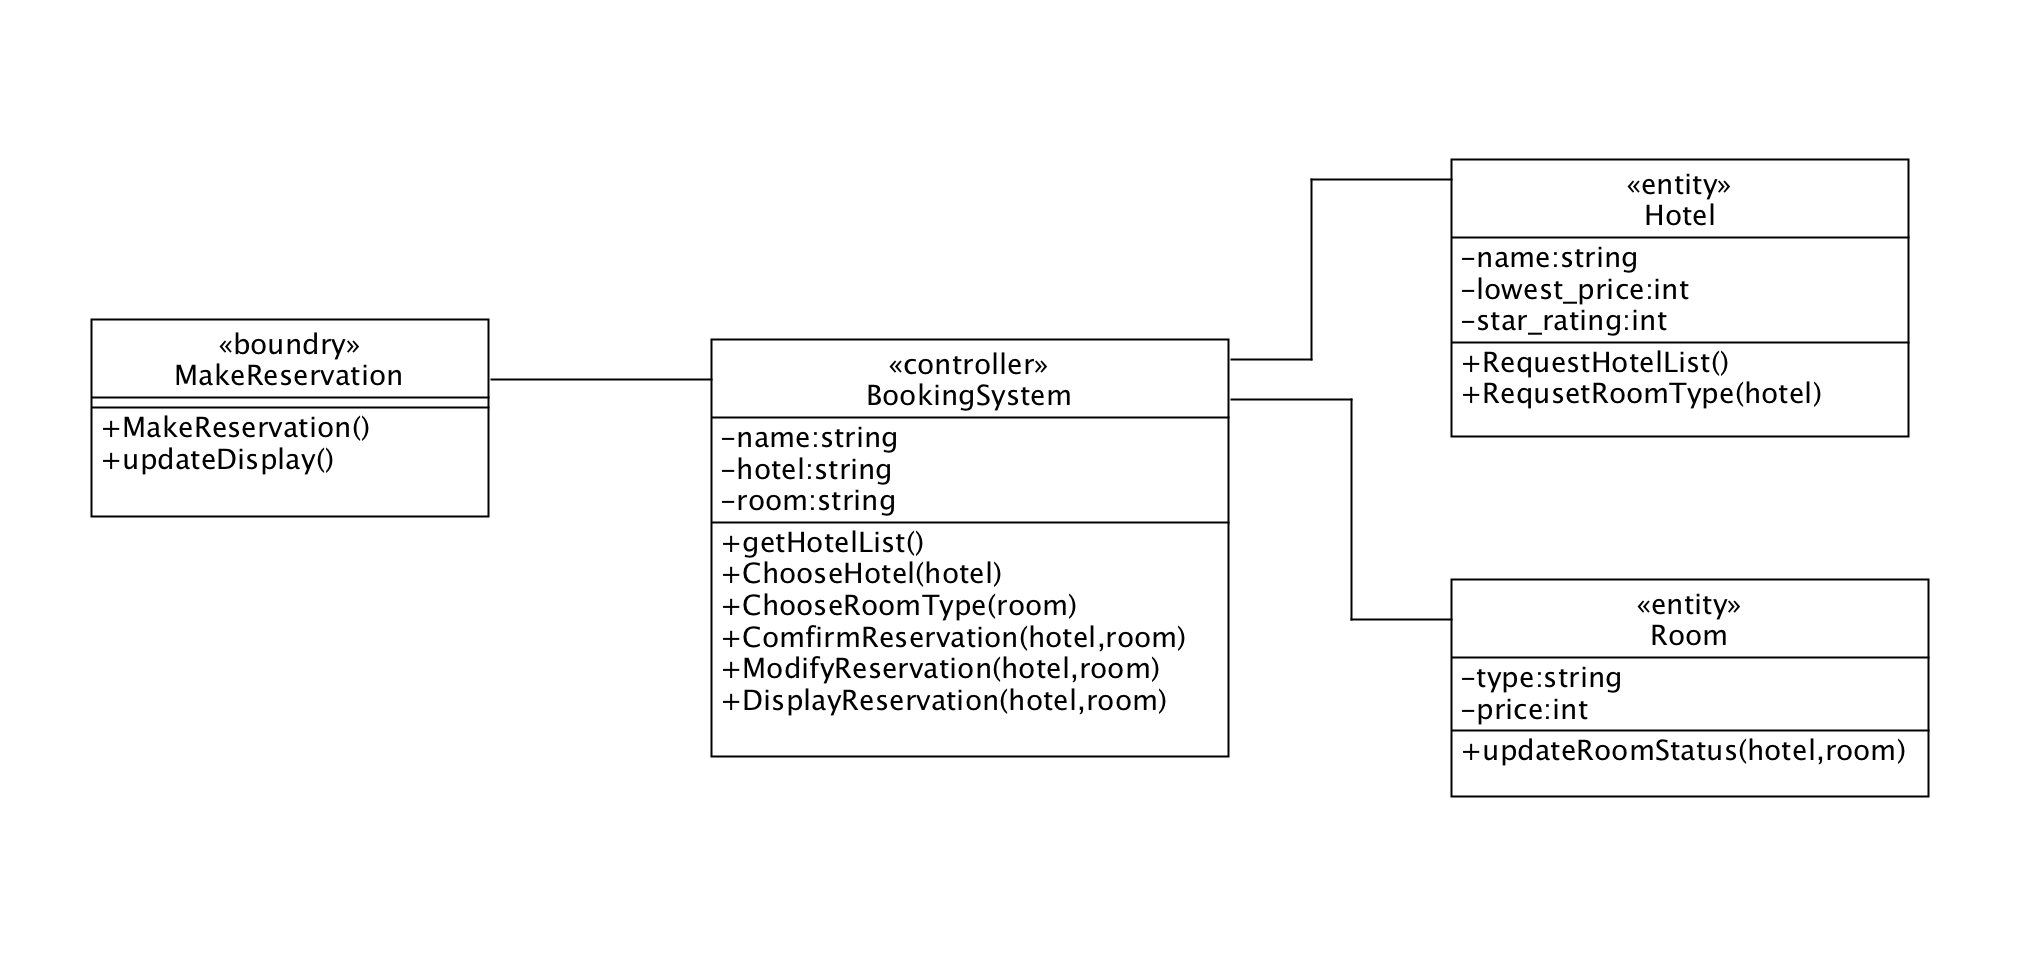 «boundry»
MakeReservation
+MakeReservation()
+updateDisplay()
«controller»
BookingSystem
-name:string
-hotel:string
-room:string
+getHotelList()
+ChooseHotel(hotel)
+ChooseRoomType(room)
+ComfirmReservation(hotel,room)
+ModifyReservation(hotel,room)
+DisplayReservation(hotel,room)
«entity»
Hotel
-name:string
-lowest_price:int
-star_rating:int
+RequestHotelList()
+RequsetRoomType(hotel)
«entity»
Room
-type:string
-price:int
+updateRoomStatus(hotel,room)